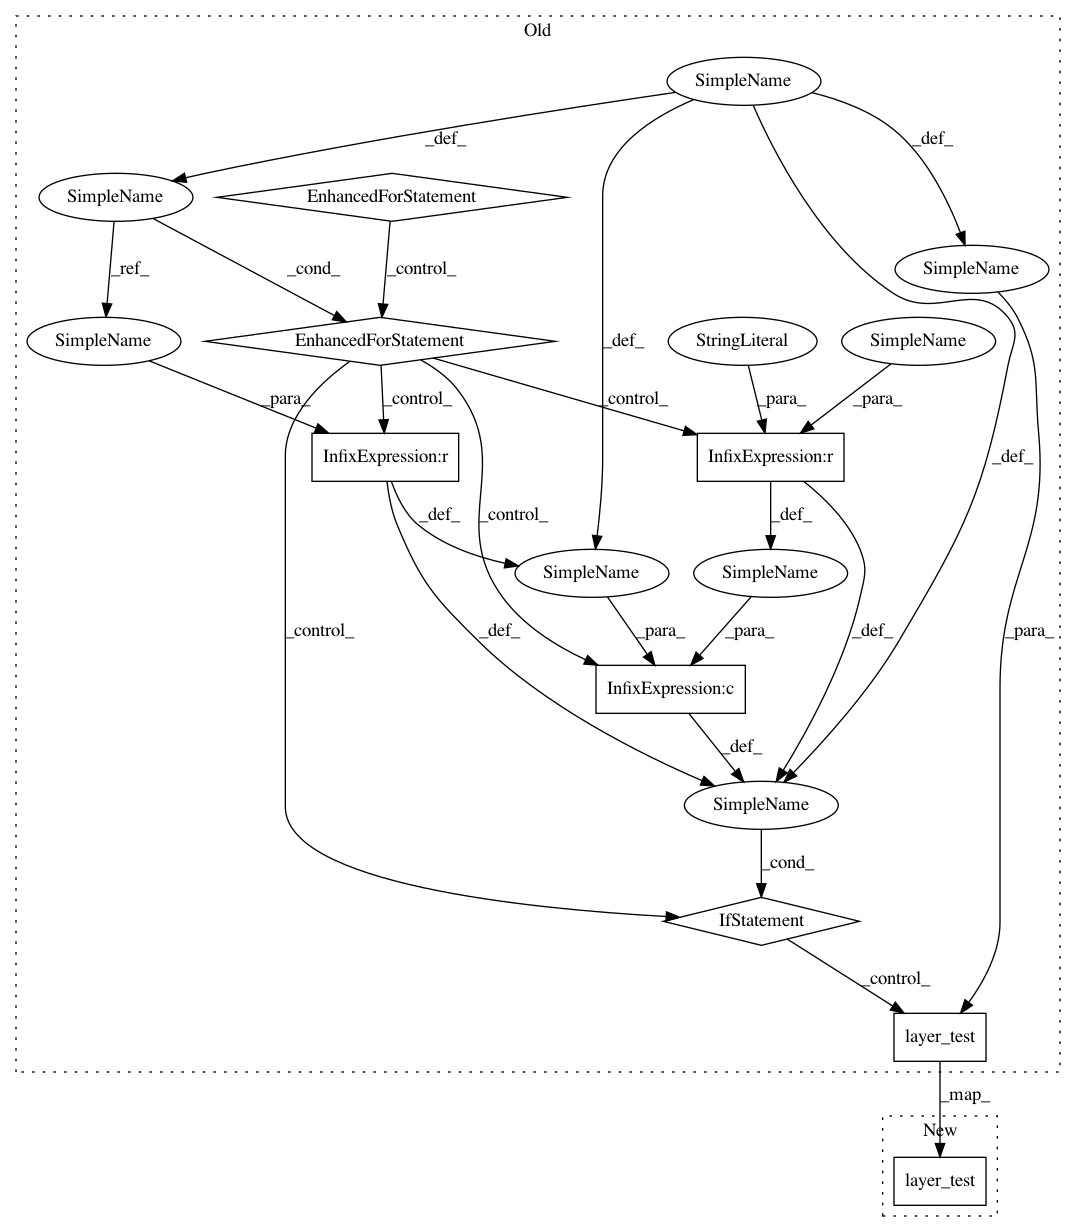 Old
SimpleName
_def_
_def_
SimpleName
EnhancedForStatement
_ref_
_cond_
_control_
SimpleName
SimpleName
EnhancedForStatement
_def_
StringLiteral
SimpleName
_para_
_control_
_control_
_para_
_para_
InfixExpression:r
InfixExpression:r
_def_
_def_
_control_
_def_
SimpleName
SimpleName
_control_
_def_
_para_
_para_
_def_
_para_
InfixExpression:c
_def_
SimpleName
_cond_
IfStatement
_control_
layer_test
_map_
New
layer_test